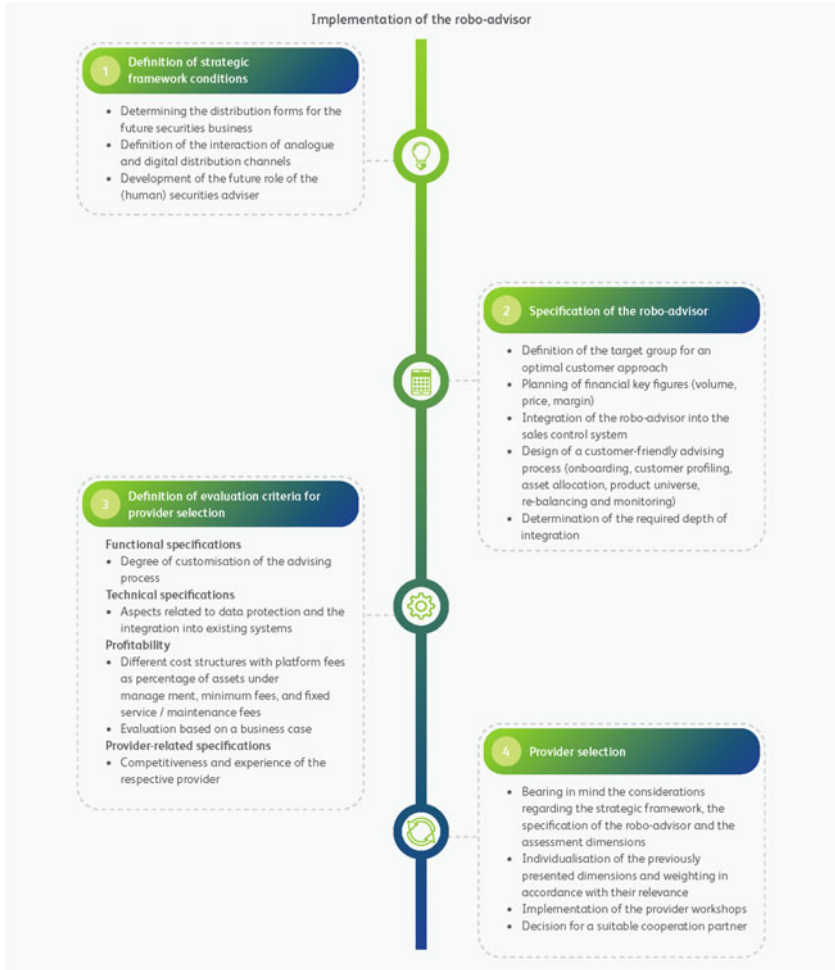 Implementation of the robo-advisor
1
Definition of strategic
framework conditions
• Determining the distribution forms for the
future securities business
• Definition of the interaction of analogue
and digital distribution channels
• Development of the future role of the
(human) securities adviser
2
Specification of the robo-advisor
• Definition of the target group for an
optimal customer approach
• Planning of financial key figures (volume,
price, margin)
• Integration of the robo-advisor into the
sales control system
• Design of a customer-friendly advising
process (onboarding, customer profiling,
asset allocation, product universe,
re-balancing and monitoring)
• Determination of the required depth of
integration
3
Definition of evaluation criteria for
provider selection
Functional specifications
• Degree of customisation of the advising
process
Technical specifications
• Aspects related to data protection and the
integration into existing systems
Profitability
• Different cost structures with platform fees
as percentage of assets under
manage ment, minimum fees, and fixed
service / maintenance fees
• Evaluation based on a business case
Provider-related specifications
• Competitiveness and experience of the
respective provider
4
Provider selection
• Bearing in mind the considerations
regarding the strategic framework, the
specification of the robo-advisor and the
assessment dimensions
• Individualisation of the previously
presented dimensions and weighting in
accordance with their relevance
• Implementation of the provider workshops
• Decision for a suitable cooperation partner